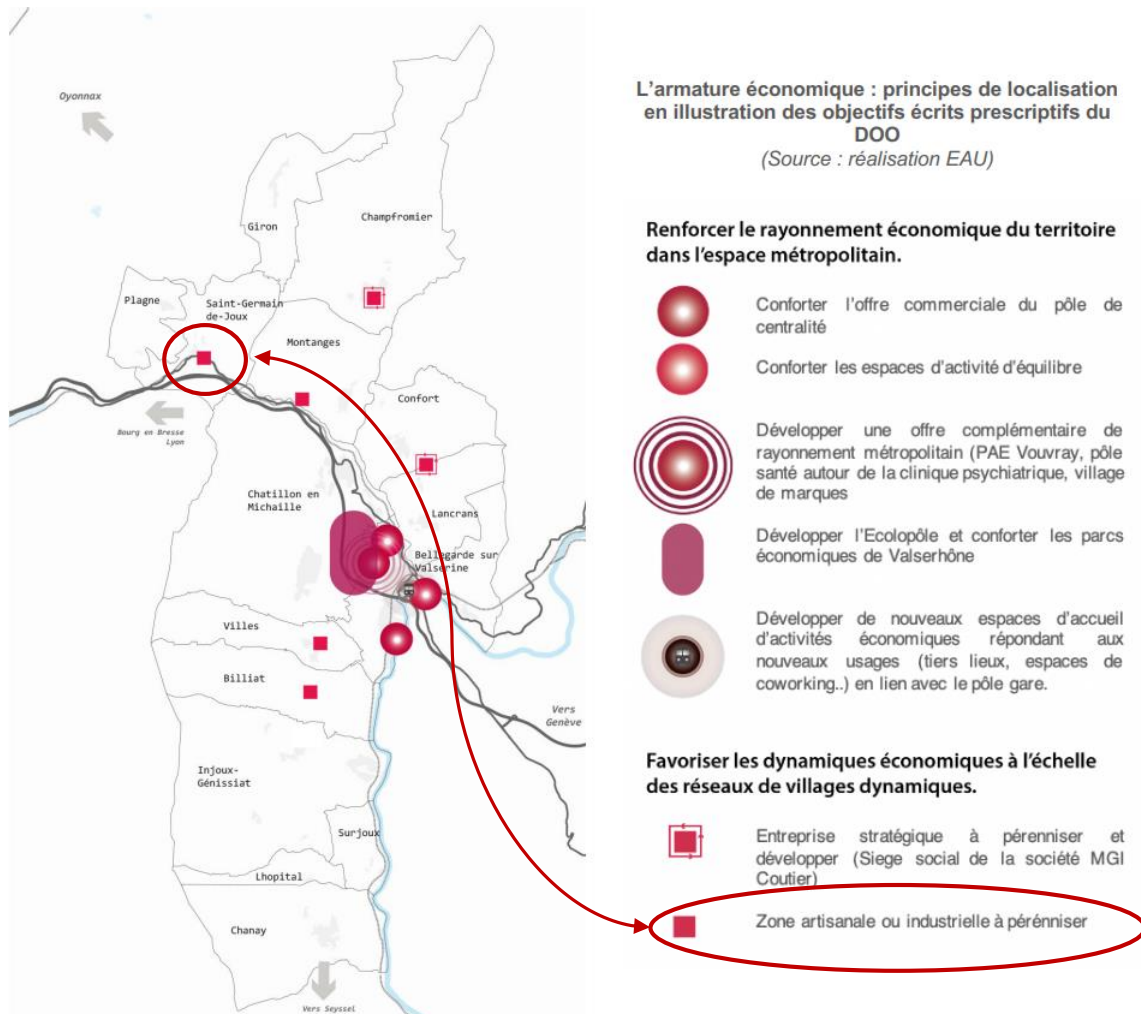 Oyonnax
Giron
Champfromier
Plagne
Saint-Germain
de-Joux
Montanges
Confort
Bourg en Bresse
Lyon
Chatillon en
Michaille
Lancrans
Bellegarde sur
Valserine
Villes
Billiat
Vers
Genève
Injoux-
Génissiat
Surjoux
Lhopital
Chanay
Vers Seyssel
L'armature économique : principes de localisation
en illustration des objectifs écrits prescriptifs du
DOO
(Source : réalisation EAU)
Renforcer le rayonnement économique du territoire
dans l'espace métropolitain.
Conforter l'offre commerciale du pôle de
centralité
Conforter les espaces d'activité d'équilibre
Développer une offre complémentaire de
rayonnement métropolitain (PAE Vouvray, pôle
santé autour de la clinique psychiatrique, village
de marques
Développer l'Ecolopôle et conforter les parcs
économiques de Valserhône
Développer de nouveaux espaces d'accueil
d'activités économiques répondant aux
nouveaux usages (tiers lieux, espaces de
coworking..) en lien avec le pôle gare.
Favoriser les dynamiques économiques à l'échelle
des réseaux de villages dynamiques.
Entreprise stratégique à pérenniser et
développer (Siege social de la société MGI
Coutier)
Zone artisanale ou industrielle à pérénniser